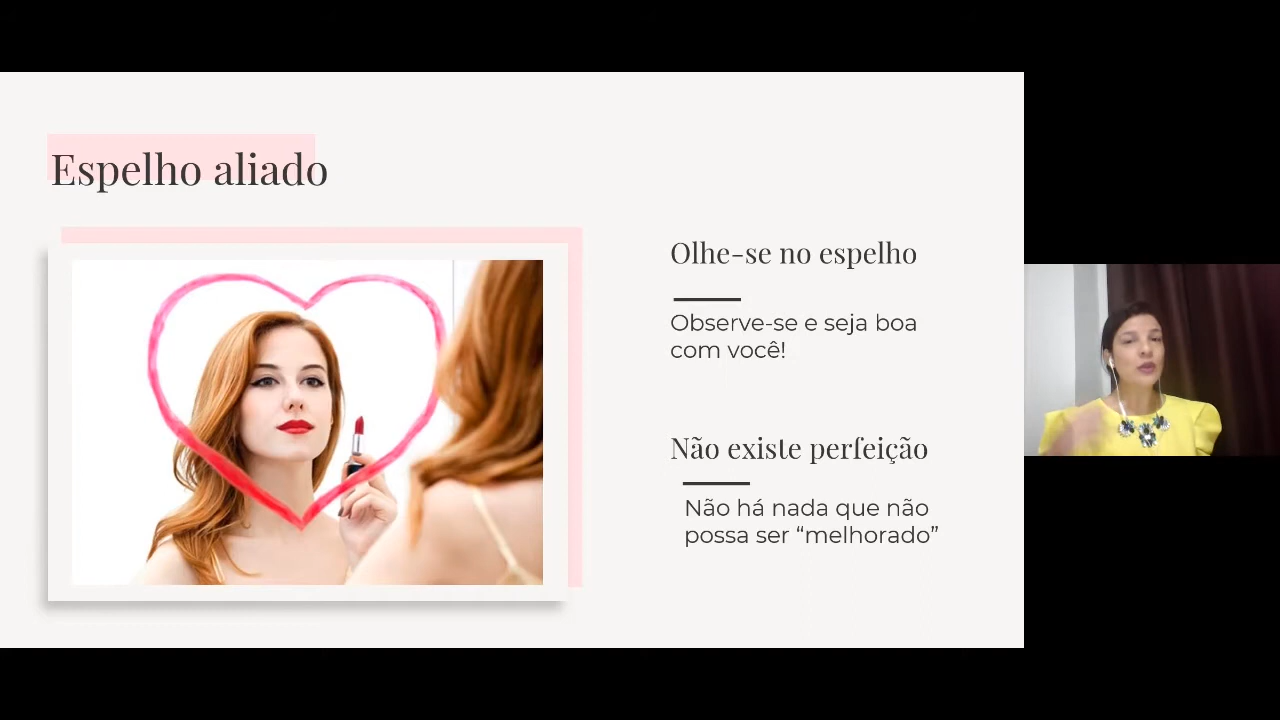 Espelho aliado
Olhe-se no espelho
Observe-se e seja boa
com você!
Não existe perfeição
Não há nada que não
possa ser “melhorado”